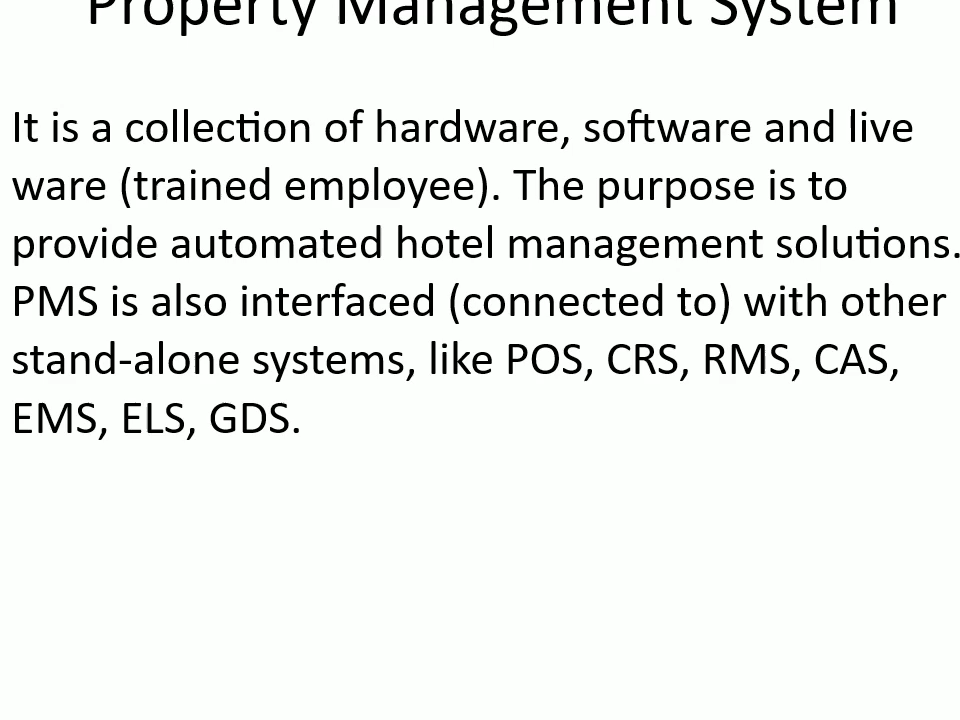 Property Management System
It is a collection of hardware, software and live
ware (trained employee). The purpose is to
provide automated hotel management solutions.
PMS is also interfaced (connected to) with other
stand-alone systems, like POS, CRS, RMS, CAS,
EMS, ELS, GDS.